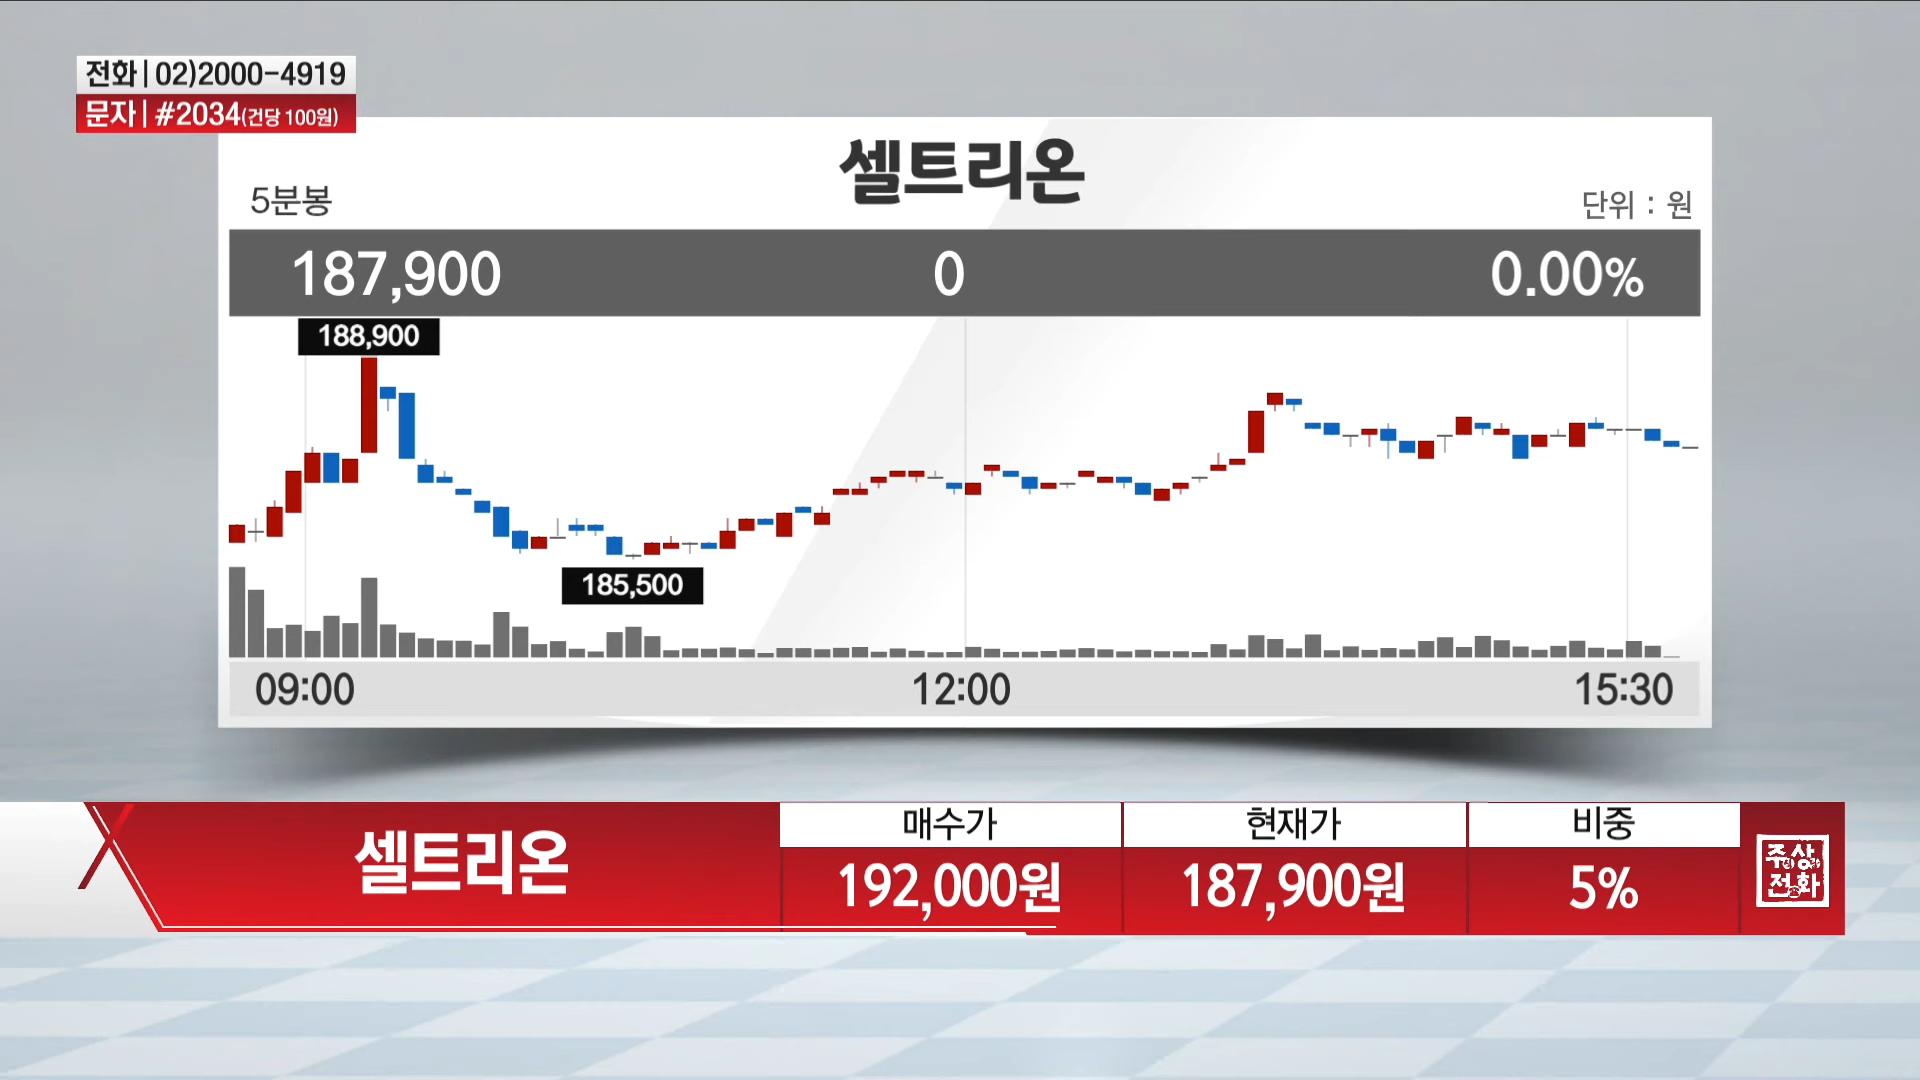 전화 | 02)2000-4919
문자 | #2034(건당 100원)
셀트리온
5분봉
단위 : 원
187,900 0 0.00%
188,900
185,500
09:00 12:00 15:30
셀트리온
매수가 현재가 비중
192,000원 187,900원 5%
주상
전화